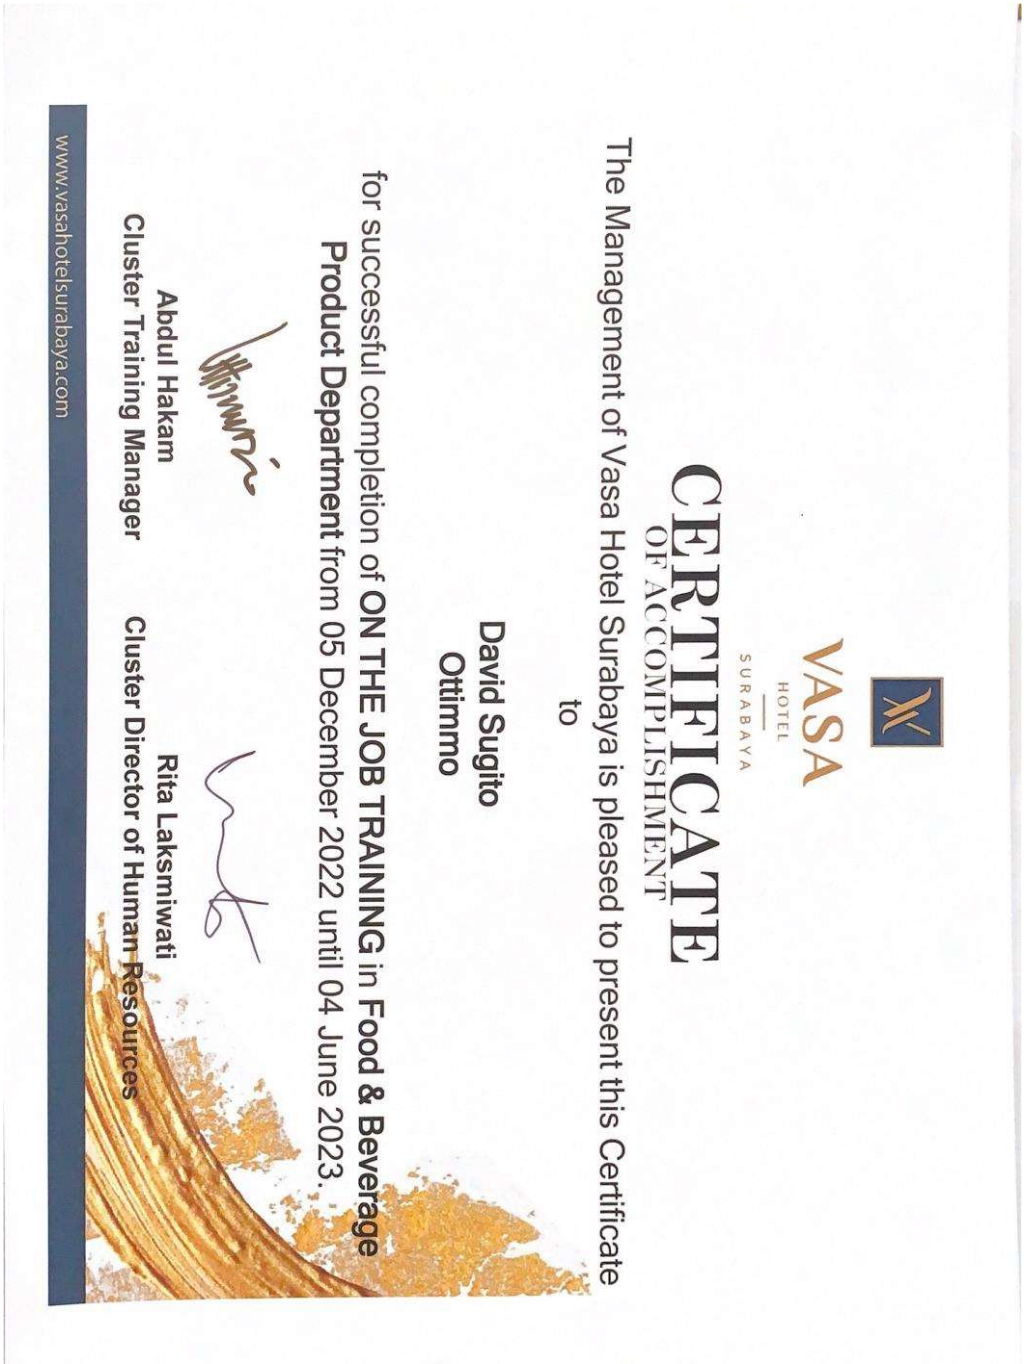 VASA
HOTEL
SURABAYA
CERTIFICATE
OF ACCOMPLISHMENT
The Management of Vasa Hotel Surabaya is pleased to present this Certificate
to
David Sugito
Ottimmo
for successful completion of ON THE JOB TRAINING in Food & Beverage
Product Department from 05 December 2022 until 04 June 2023.
Abdul Hakam
Cluster Training Manager
Rita Laksmiwati
Cluster Director of Human Resources
www.vasahotelsurabaya.com